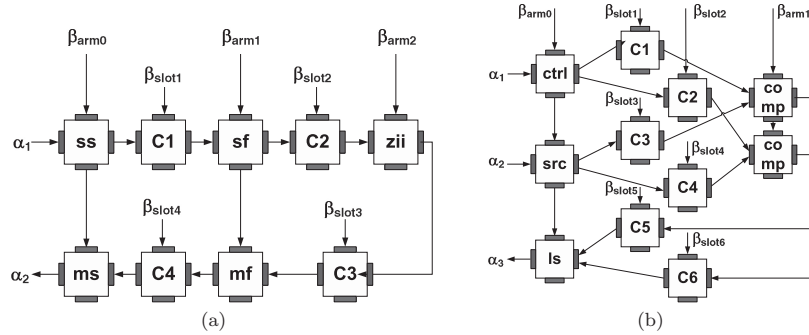 βarm0 βarm1 βarm2
βslot1 βslot2
α1 ss C1 sf C2 zii
βslot4 βslot3
α2 ms C4 mf C3
(a)
βarm0 βslot1 βslot2 βarm1
α1 ctrl C1 C2 co mp
βslot3
α2 src C3 C4 co mp
βslot4
βslot5
α3 ls C5 C6
βslot6
(b)